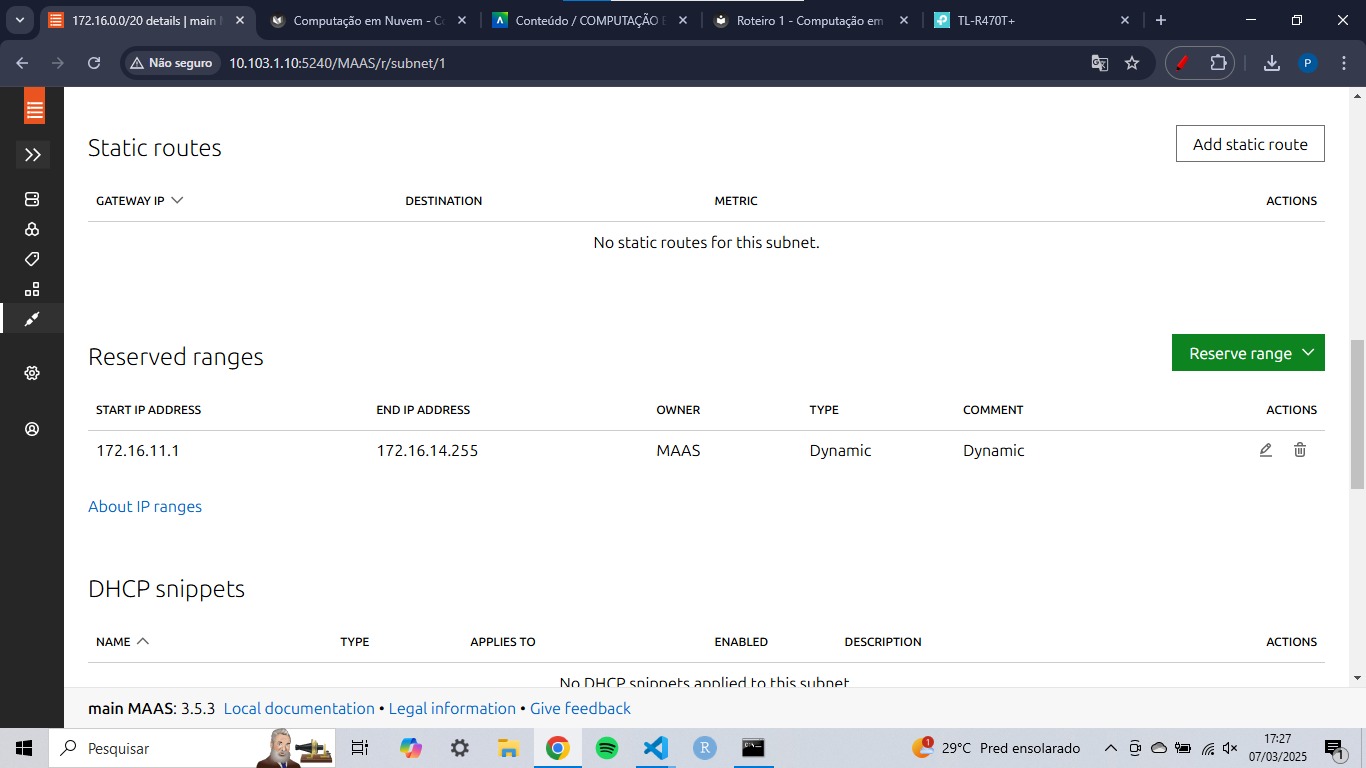 172.16.0.0/20 details | main
Computação em Nuvem - C
Conteúdo / COMPUTAÇÃO
Roteiro 1 - Computação em
TL-R470T+
Não seguro
10.103.1.10:5240/MAAS/r/subnet/1
P
Static routes
Add static route
GATEWAY IP DESTINATION METRIC ACTIONS
No static routes for this subnet.
Reserved ranges
Reserve range
START IP ADDRESS END IP ADDRESS OWNER TYPE COMMENT ACTIONS
172.16.11.1 172.16.14.255 MAAS Dynamic Dynamic
About IP ranges
DHCP snippets
NAME TYPE APPLIES TO ENABLED DESCRIPTION ACTIONS
No DHCP snippets applied to this subnet
main MAAS: 3.5.3 Local documentation • Legal information • Give feedback
Pesquisar
R
1
29°C Pred ensolarado
17:27
07/03/2025
1